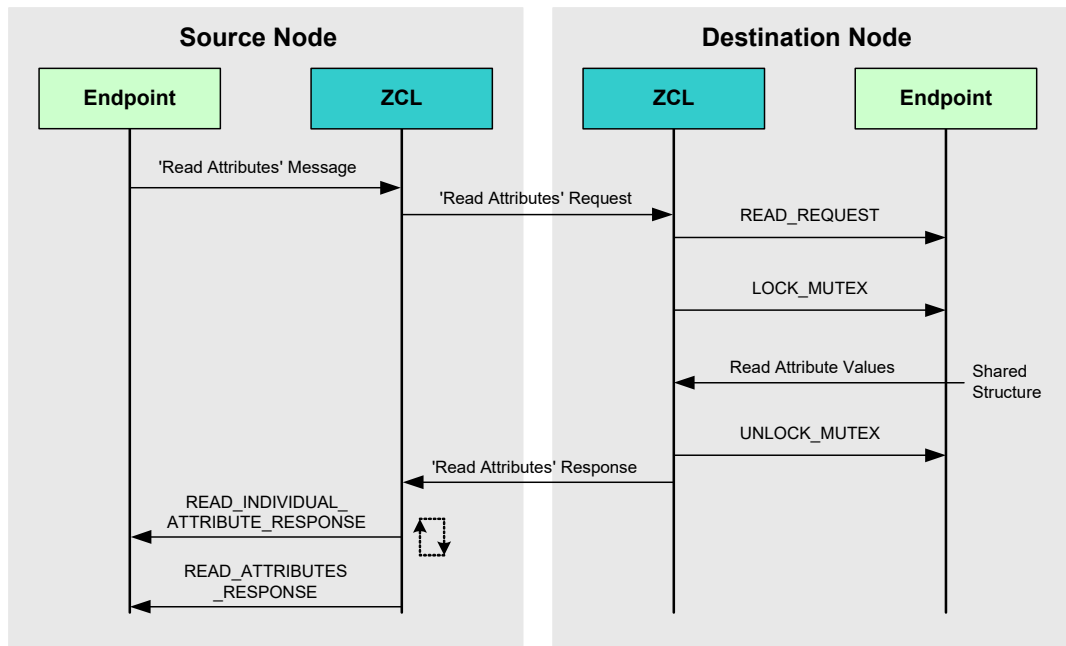 Source Node
Destination Node
Endpoint
ZCL
ZCL
Endpoint
'Read Attributes' Message
'Read Attributes' Request
READ_REQUEST
LOCK_MUTEX
Read Attribute Values
Shared
Structure
UNLOCK_MUTEX
'Read Attributes' Response
READ_INDIVIDUAL_
ATTRIBUTE_RESPONSE
READ_ATTRIBUTES
_RESPONSE